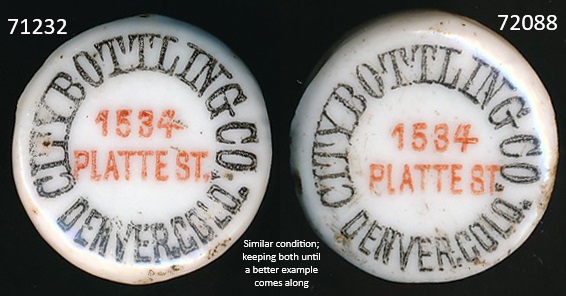 71232
CITY BOTTLING CO.
1534
PLATTE ST.
DENVER.COLO.
72088
CITY BOTTLING CO.
1534
PLATTE ST
DENVER.COLO.
Similar condition;
keeping both until
a better example
comes along